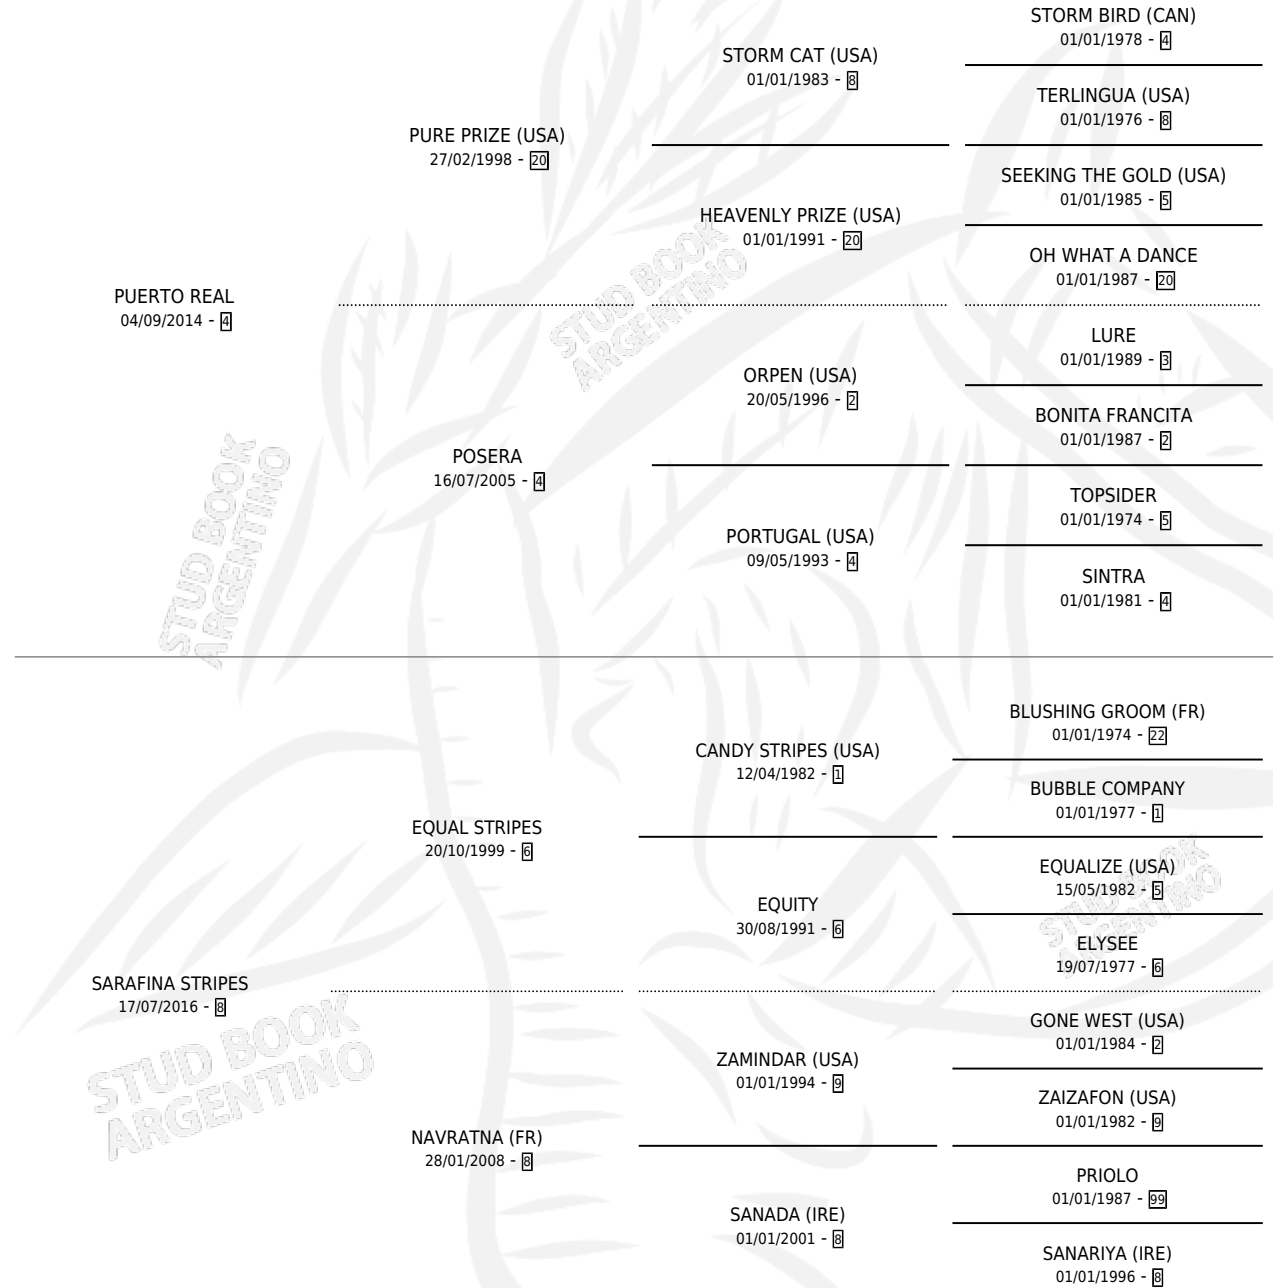 STORM BIRD (CAN)
01/01/1978 - 4
STORM CAT (USA)
01/01/1983 - 8
TERLINGUA (USA)
01/01/1976 - 8
PURE PRIZE (USA)
27/02/1998 - 20
SEEKING THE GOLD (USA)
01/01/1985 - 5
HEAVENLY PRIZE (USA)
01/01/1991 - 20
OH WHAT A DANCE
01/01/1987 - 20
PUERTO REAL
04/09/2014 - 4
STUD BOOK
ARGENTINO
LURE
01/01/1989 - 3
ORPEN (USA)
20/05/1996 - 2
BONITA FRANCITA
01/01/1987 - 2
POSERA
16/07/2005 - 4
TOPSIDER
01/01/1974 - 5
PORTUGAL (USA)
09/05/1993 - 4
SINTRA
01/01/1981 - 4
STUD BOOK
ARGENTINO
BLUSHING GROOM (FR)
01/01/1974 - 22
CANDY STRIPES (USA)
12/04/1982 - 1
BUBBLE COMPANY
01/01/1977 - 1
EQUAL STRIPES
20/10/1999 - 6
EQUALIZE (USA)
15/05/1982 - 5
EQUITY
30/08/1991 - 6
ELYSEE
19/07/1977 - 6
STUD BOOK
ARGENTINO
SARAFINA STRIPES
17/07/2016 - 8
GONE WEST (USA)
01/01/1984 - 2
ZAMINDAR (USA)
01/01/1994 - 9
ZAIZAFON (USA)
01/01/1982 - 9
STUD BOOK
ARGENTINO
NAVRATNA (FR)
28/01/2008 - 8
PRIOLO
01/01/1987 - 99
SANADA (IRE)
01/01/2001 - 8
SANARIYA (IRE)
01/01/1996 - 8